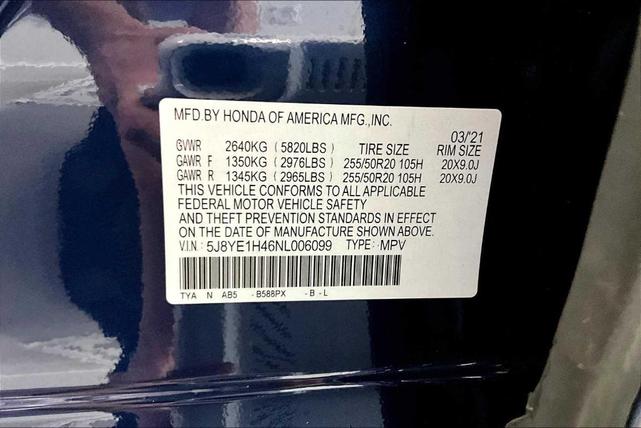 MFD.BY HONDA OF AMERICA MFG.,INC.
03/'21
GVWR 2640KG ( 5820LBS ) TIRE SIZE RIM SIZE
GAWR F 1350KG ( 2976LBS ) 255/50R20 105H 20X9.0J
GAWR R 1345KG ( 2965LBS ) 255/50R20 105H 20X9.0J
THIS VEHICLE CONFORMS TO ALL APPLICABLE
FEDERAL MOTOR VEHICLE SAFETY
AND THEFT PREVENTION STANDARDS IN EFFECT
ON THE DATE OF MANUFACTURE SHOWN ABOVE.
V.I.N : 5J8YE1H46NL006099 TYPE : MPV
TYA N AB5 -B588PX -B -L